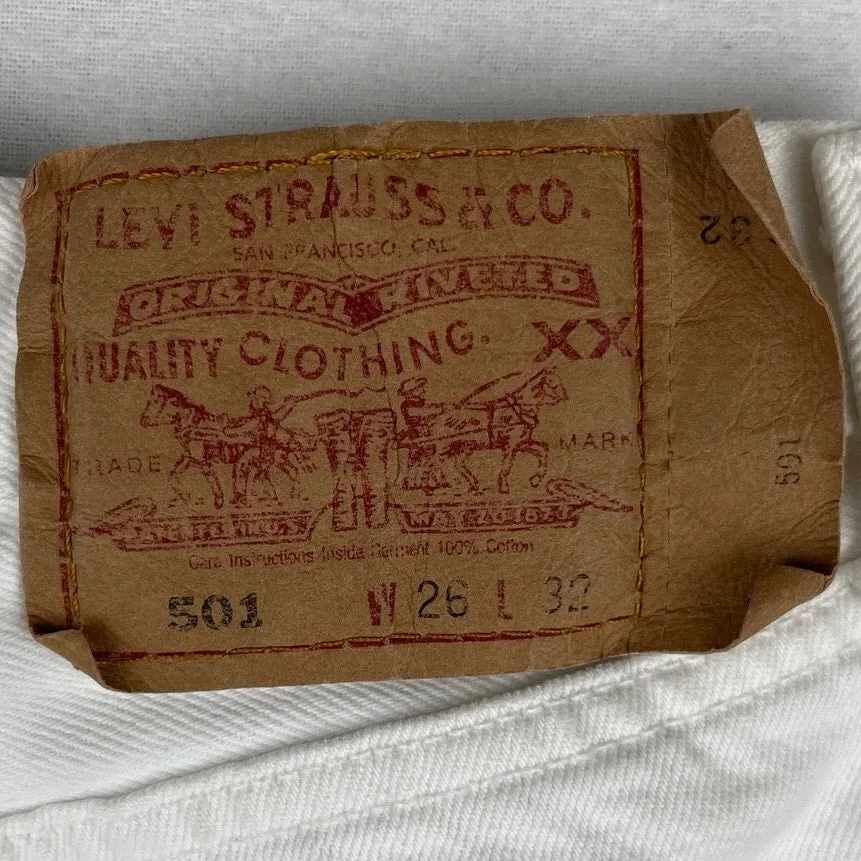 LEVI STRAUSS & CO.
SAN FRANCISCO, CAL.
ORIGINAL RIVETED
QUALITY CLOTHING. XX
TRADE MARK
Care Instructions Inside Garment 100% Cotton
501 W 26 L 32
32
501